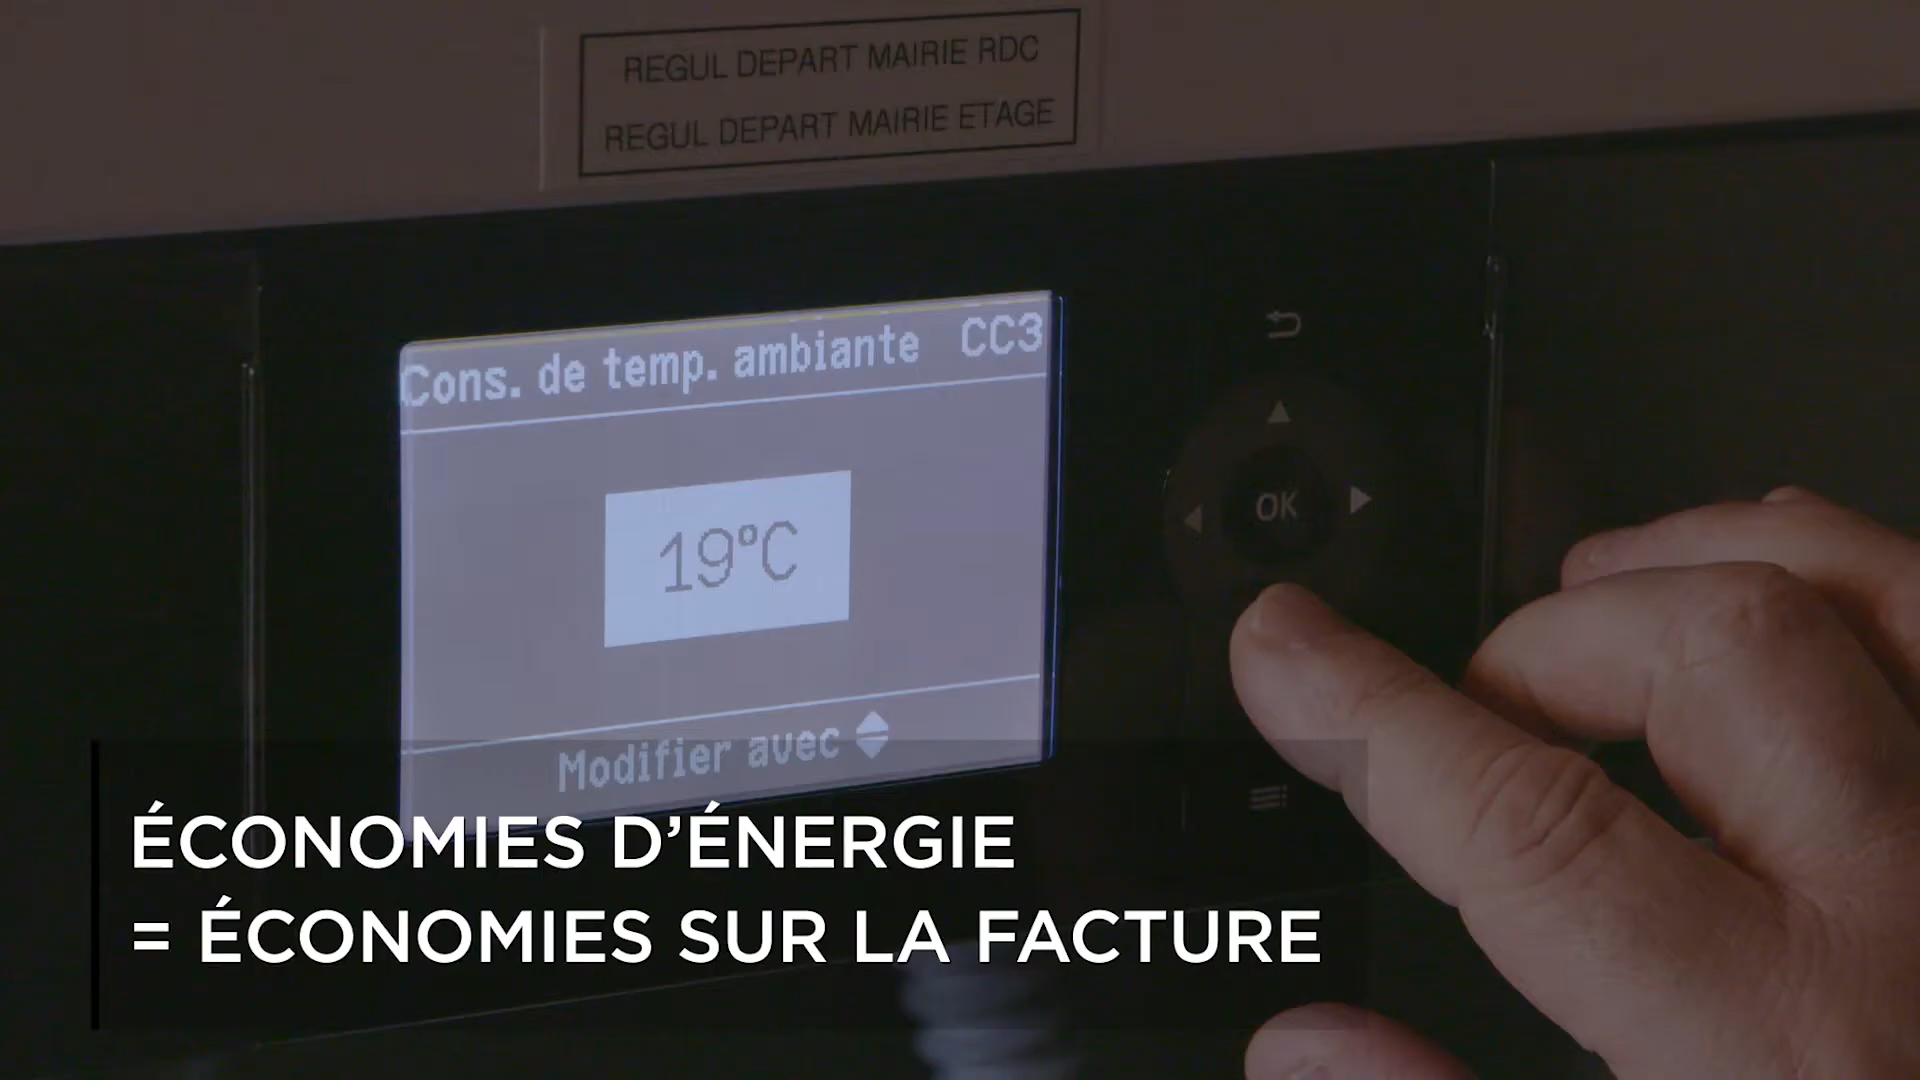 REGUL DEPART MAIRIE RDC
REGUL DEPART MAIRIE ETAGE
Cons. de temp. ambiante CC3
19°C
OK
Modifier avec
ÉCONOMIES D’ÉNERGIE
= ÉCONOMIES SUR LA FACTURE